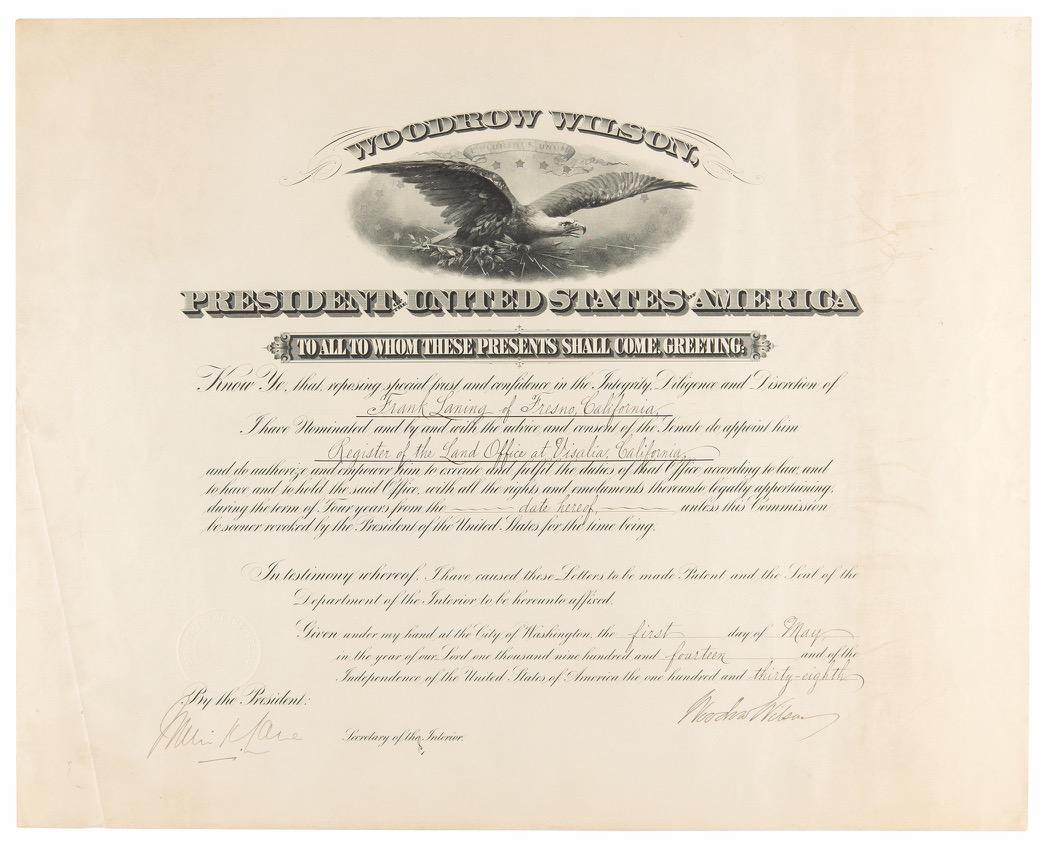 WOODROW WILSON,
E PLURIBUS UNUM
PRESIDENT OF THE UNITED STATES OF AMERICA
TO ALL TO WHOM THESE PRESENTS SHALL COME, GREETING:
Know Ye, that, reposing special trust and confidence in the Integrity, Diligence and Discretion of
Frank Laning of Fresno, California,
I have Nominated and by and with the advice and consent of the Senate do appoint him
Register of the Land Office at Visalia, California,
and do authorize and empower him to execute and fulfil the duties of that Office according to law, and
to have and to hold the said Office, with all the rights and emoluments thereunto legally appertaining,
during the term of Four years from the date hereof, unless this Commission
be sooner revoked by the President of the United States for the time being.
In testimony whereof, I have caused these Letters to be made Patent and the Seal of the
Department of the Interior to be hereunto affixed.
Given under my hand at the City of Washington, the first day of May,
in the year of our Lord one thousand nine hundred and fourteen and of the
Independence of the United States of America the one hundred and thirty-eighth
By the President:
Woodrow Wilson
Franklin K Lane
Secretary of the Interior.